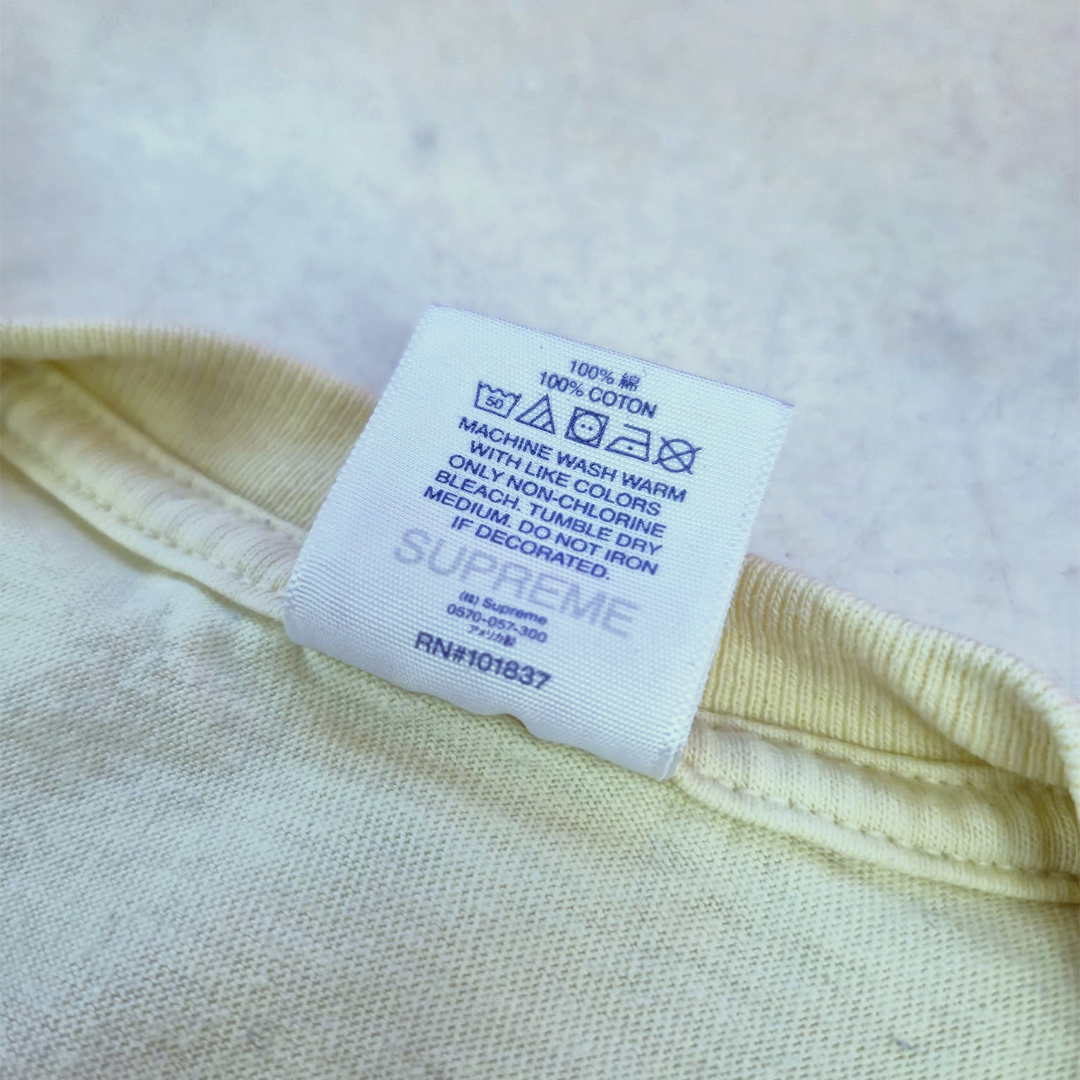 100% 綿
100% COTON
50
MACHINE WASH WARM
WITH LIKE COLORS
ONLY NON-CHLORINE
BLEACH. TUMBLE DRY
MEDIUM. DO NOT IRON
IF DECORATED.
SUPREME
(株) Supreme
0570-057-300
アメリカ製
RN#101837